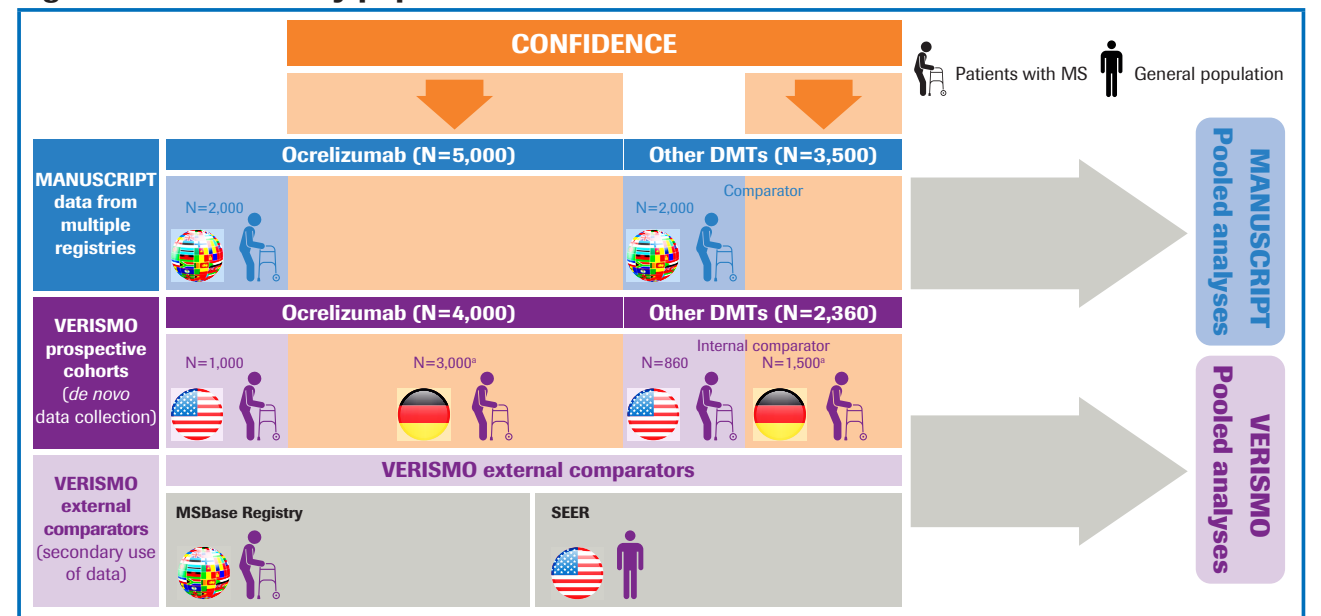 CONFIDENCE
Patients with MS
General population
Ocrelizumab (N=5,000)
Other DMTs (N=3,500)
MANUSCRIPT
data from
multiple
registries
N=2,000
Comparator
N=2,000
MANUSCRIPT
Pooled analyses
Ocrelizumab (N=4,000)
Other DMTs (N=2,360)
VERISMO
prospective
cohorts
(de novo
data collection)
N=1,000
N=3,000ª
Internal comparator
N=860
N=1,500ª
VERISMO
Pooled analyses
VERISMO external comparators
VERISMO
external
comparators
(secondary use
of data)
MSBase Registry
SEER